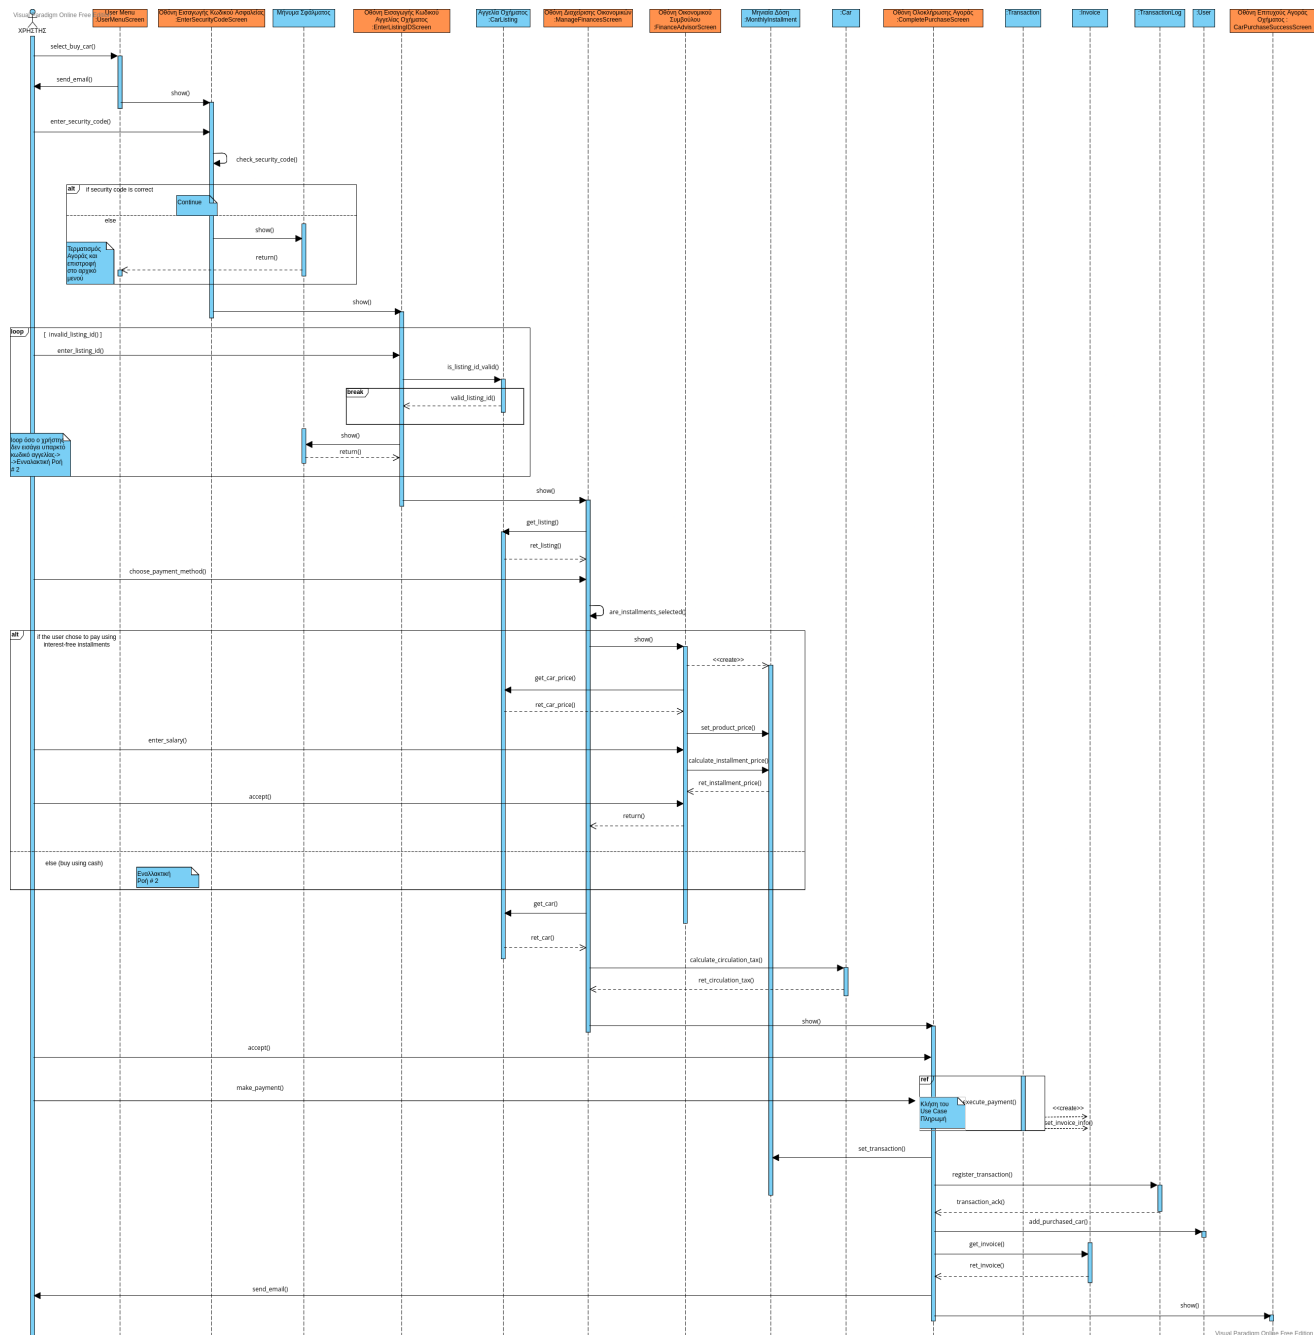 Visual Paradigm Online Free E
ΧΡΗΣΤΗΣ
User Menu
:UserMenuScreen
Οθόνη Εισαγωγής Κωδικού Ασφαλείας
:EnterSecurityCodeScreen
Μήνυμα Σφάλματος
Οθόνη Εισαγωγής Κωδικού
Αγγελίας Οχήματος
:EnterListingIDScreen
Αγγελία Οχήματος
:CarListing
Οθόνη Διαχείρισης Οικονομικών
:ManageFinancesScreen
Οθόνη Οικονομικού
Συμβούλου
:FinanceAdvisorScreen
Μηνιαία Δόση
:MonthlyInstallment
:Car
Οθόνη Ολοκλήρωσης Αγοράς
:CompletePurchaseScreen
:Transaction
:Invoice
:TransactionLog
:User
Οθόνη Επιτυχούς Αγοράς
Οχήματος :
CarPurchaseSuccessScreen
select_buy_car()
send_email()
show()
enter_security_code()
check_security_code()
alt
if security code is correct
Continue
else
show()
Τερματισμός
Αγοράς και
επιστροφή
στο αρχικό
μενού
return()
show()
loop
[ invalid_listing_id() ]
enter_listing_id()
is_listing_id_valid()
break
valid_listing_id()
loop όσο ο χρήστης
δεν εισάγει υπαρκτό
κωδικό αγγελίας->
->Ενναλακτική Ροή
# 2
show()
return()
show()
get_listing()
ret_listing()
choose_payment_method()
are_installments_selected()
alt
if the user chose to pay using
interest-free installments
show()
<<create>>
get_car_price()
ret_car_price()
set_product_price()
enter_salary()
calculate_installment_price()
ret_installment_price()
accept()
return()
else (buy using cash)
Εναλλακτική
Ροή # 2
get_car()
ret_car()
calculate_circulation_tax()
ret_circulation_tax()
show()
accept()
ref
make_payment()
Κλήση του
Use Case
Πληρωμή
execute_payment()
<<create>>
set_invoice_info()
set_transaction()
register_transaction()
transaction_ack()
add_purchased_car()
get_invoice()
ret_invoice()
send_email()
show()
Visual Paradigm Online Free Edition